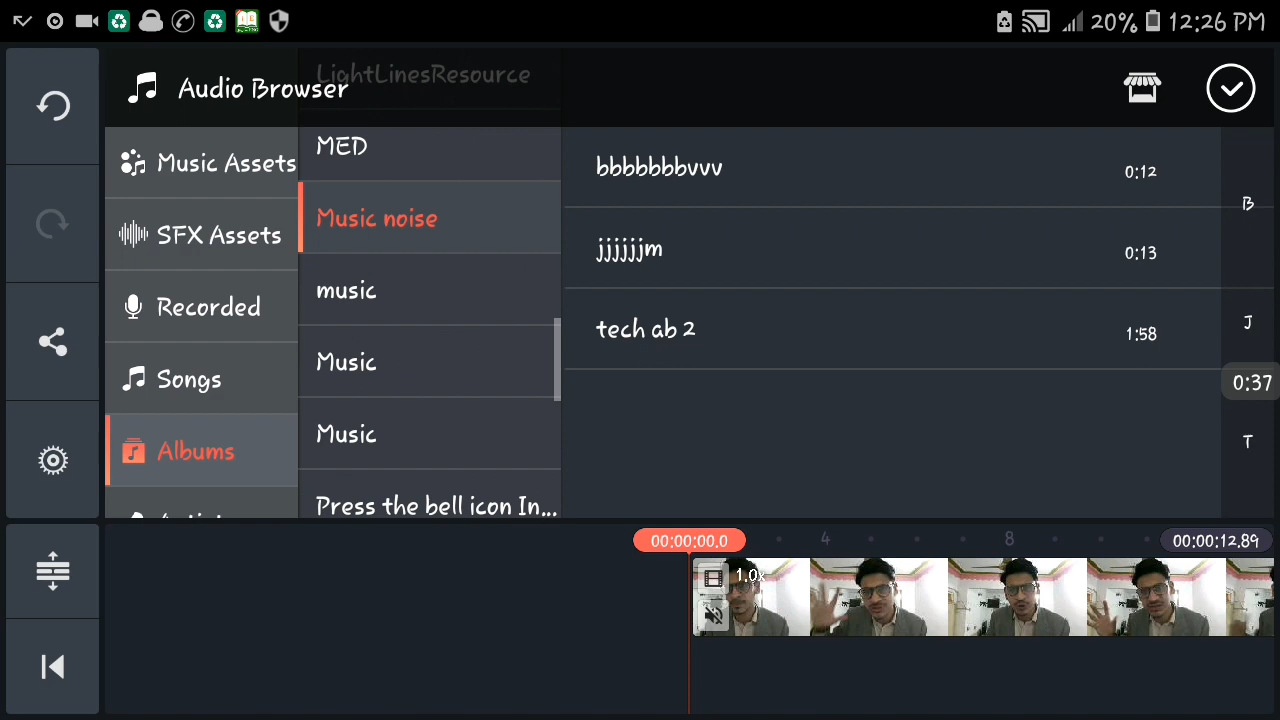 20% 12:26 PM
LightLinesResource
Audio Browser
Music Assets
SFX Assets
Recorded
Songs
Albums
MED
Music noise
music
Music
Music
Press the bell icon In...
bbbbbbbvvv 0:12
jjjjjjm 0:13
tech ab 2 1:58
B
J
0:37
T
00:00:00.0 4 8 00:00:12.89
1.0x